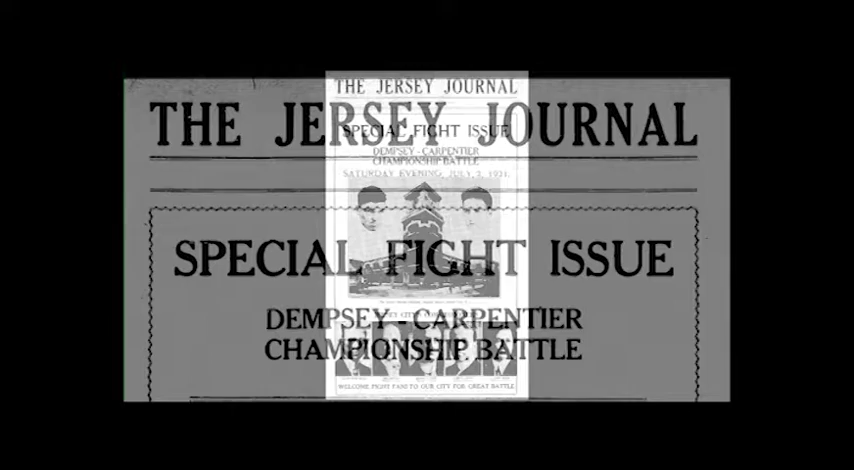 THE JERSEY JOURNAL
SPECIAL FIGHT ISSUE
DEMPSEY - CARPENTIER
CHAMPIONSHIP BATTLE
THE JERSEY JOURNAL
SPECIAL FIGHT ISSUE
DEMPSEY - CARPENTIER
CHAMPIONSHIP BATTLE
SATURDAY EVENING, JULY 2, 1921.
WELCOME FIGHT FANS TO OUR CITY FOR GREAT BATTLE